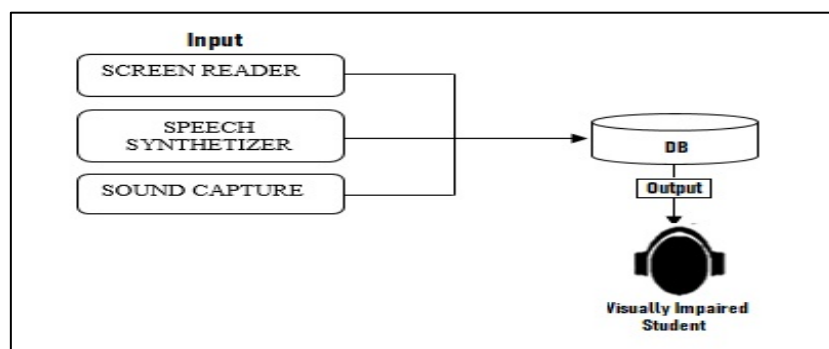 Input
SCREEN READER
SPEECH
SYNTHETIZER
SOUND CAPTURE
DB
Output
Visually Impaired
Student